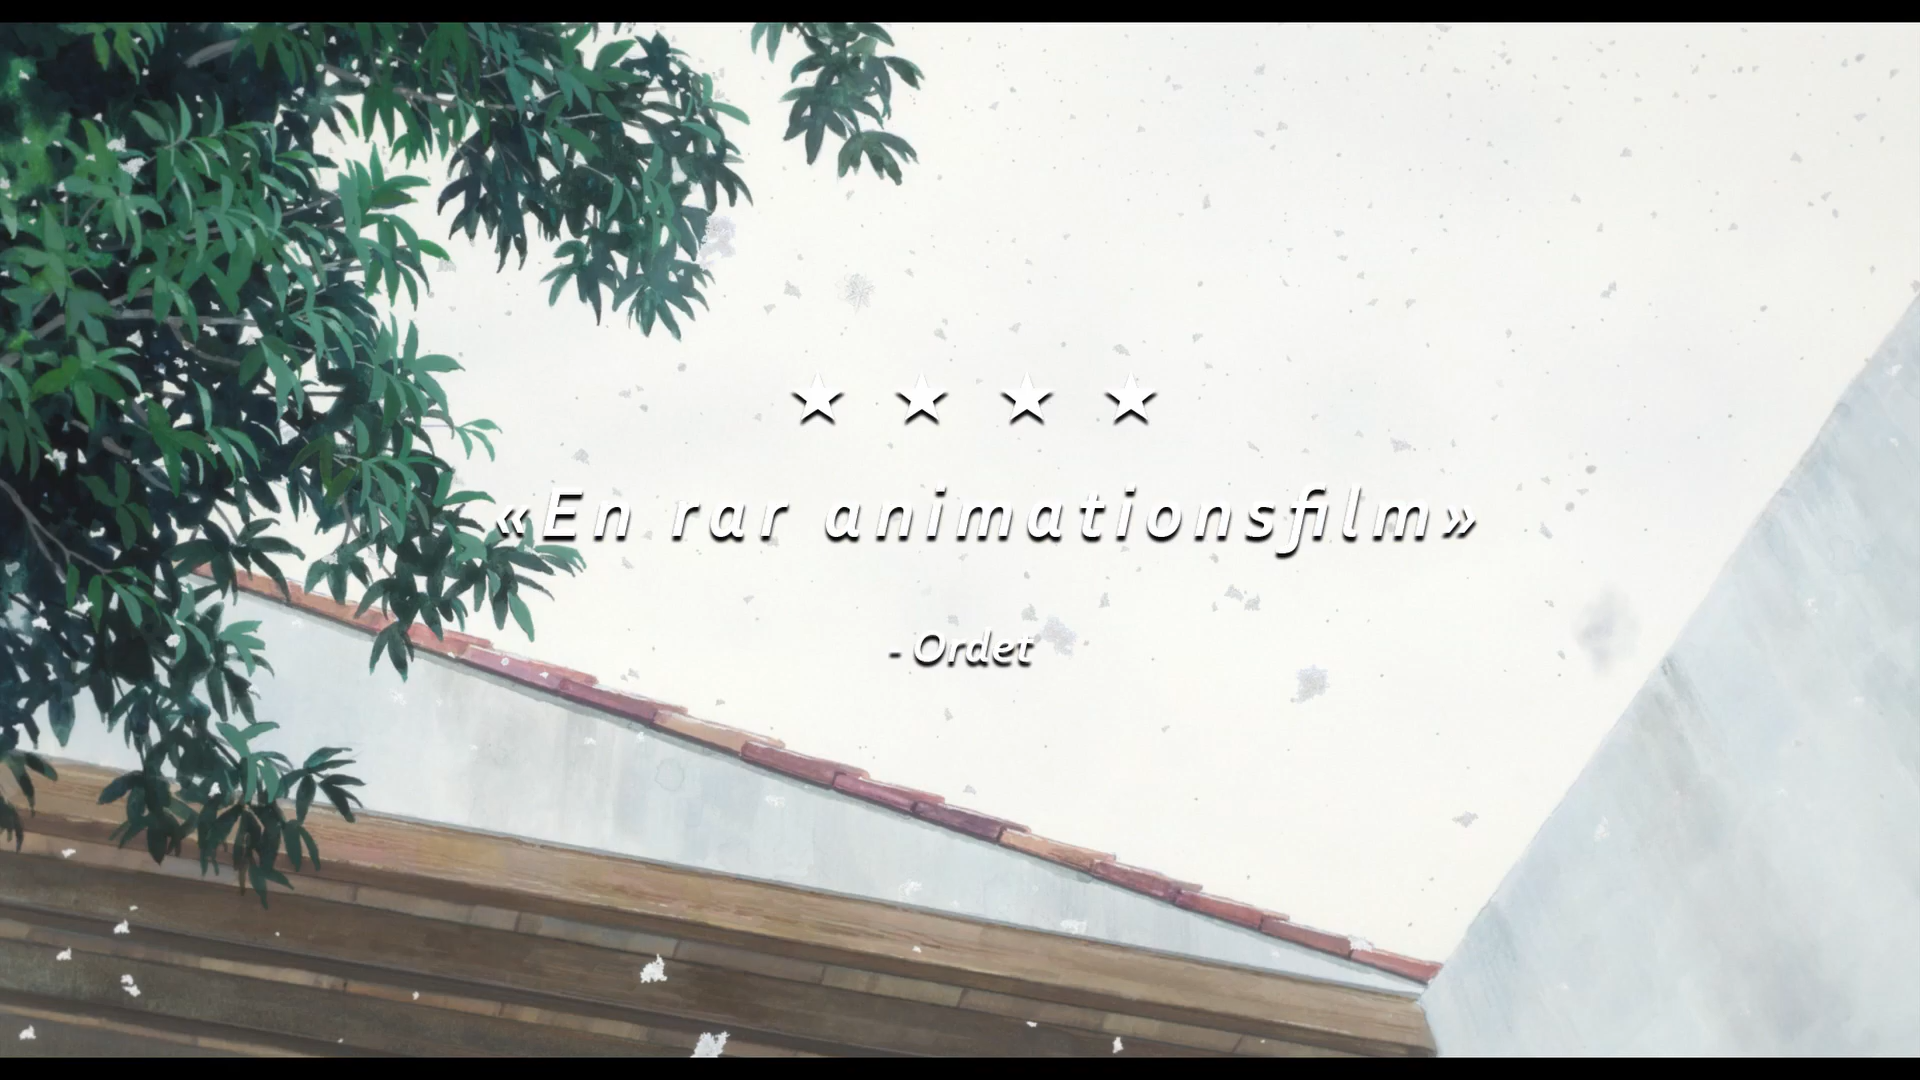 ★ ★ ★ ★
«En rar animationsfilm»
- Ordet